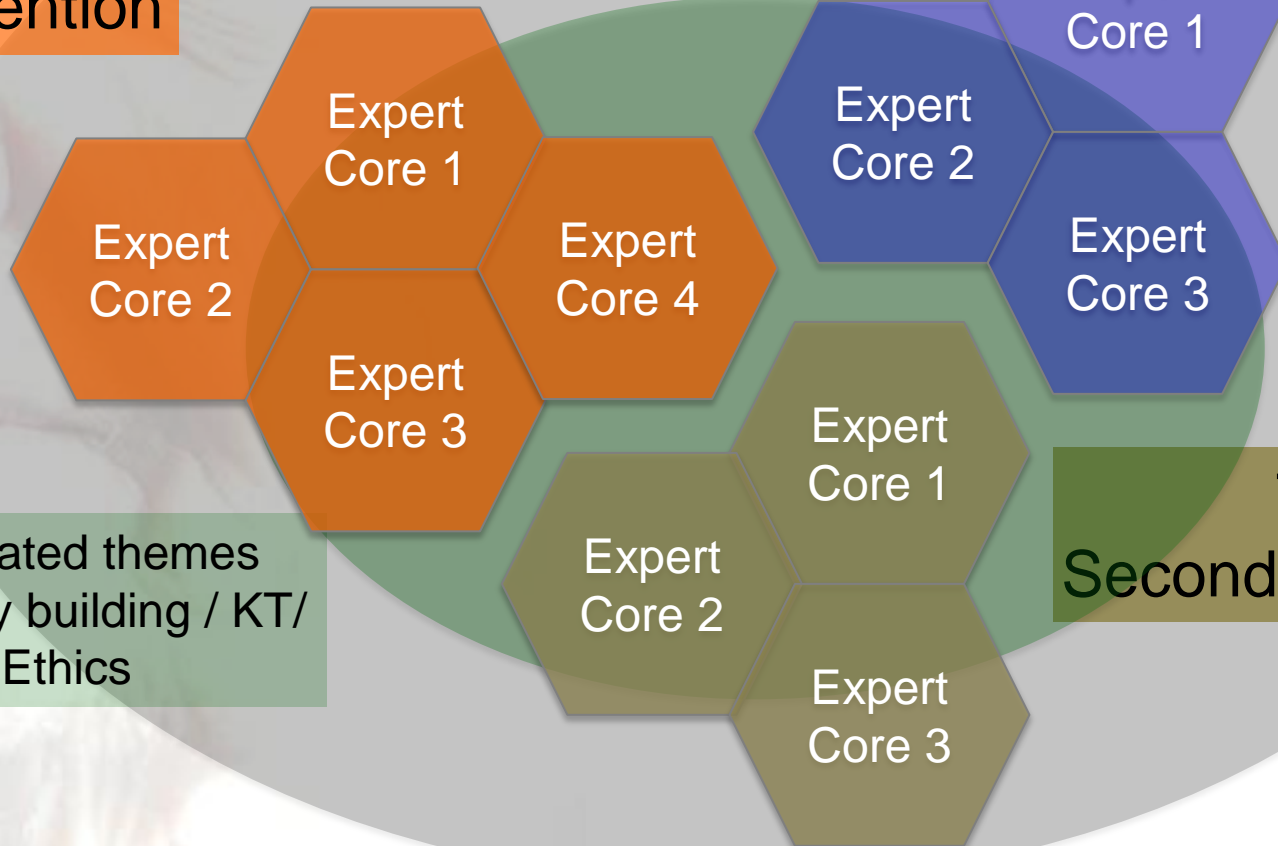 ention
Core 1
Expert
Core 1
Expert
Core 2
Expert
Core 2
Expert
Core 4
Expert
Core 3
Expert
Core 3
Expert
Core 1
ated themes
y building / KT/
Ethics
Expert
Core 2
Second
Expert
Core 3